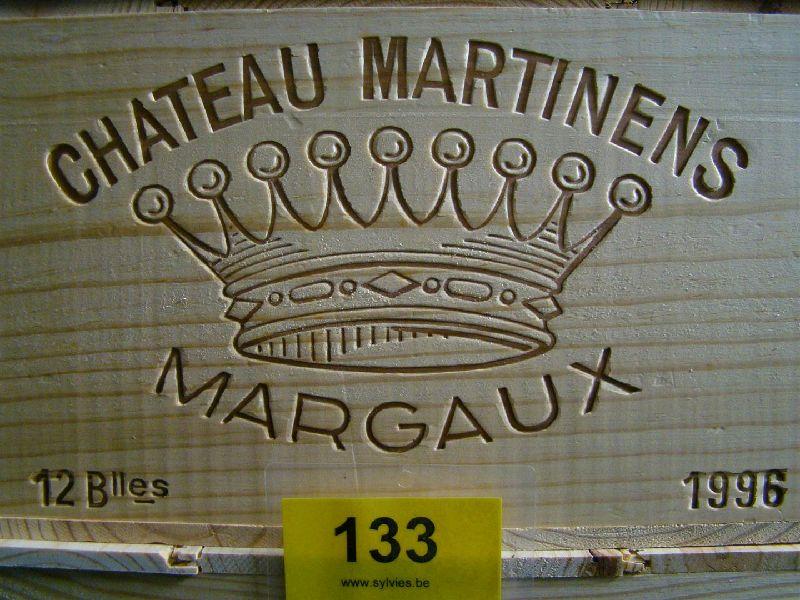 CHATEAU MARTINENS
MARGAUX
12 Blles
1996
133
www.sylvies.be